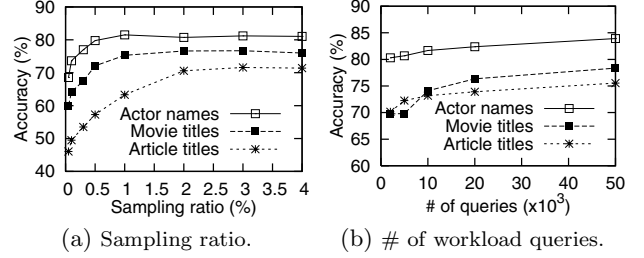 Accuracy (%)
90
80
70
60
50
40
0
0.5
1
1.5
2
2.5
3
3.5
4
Sampling ratio (%)
Actor names
Movie titles
Article titles
(a) Sampling ratio.
Accuracy (%)
90
85
80
75
70
65
60
0
10
20
30
40
50
# of queries (x10³)
Actor names
Movie titles
Article titles
(b) # of workload queries.